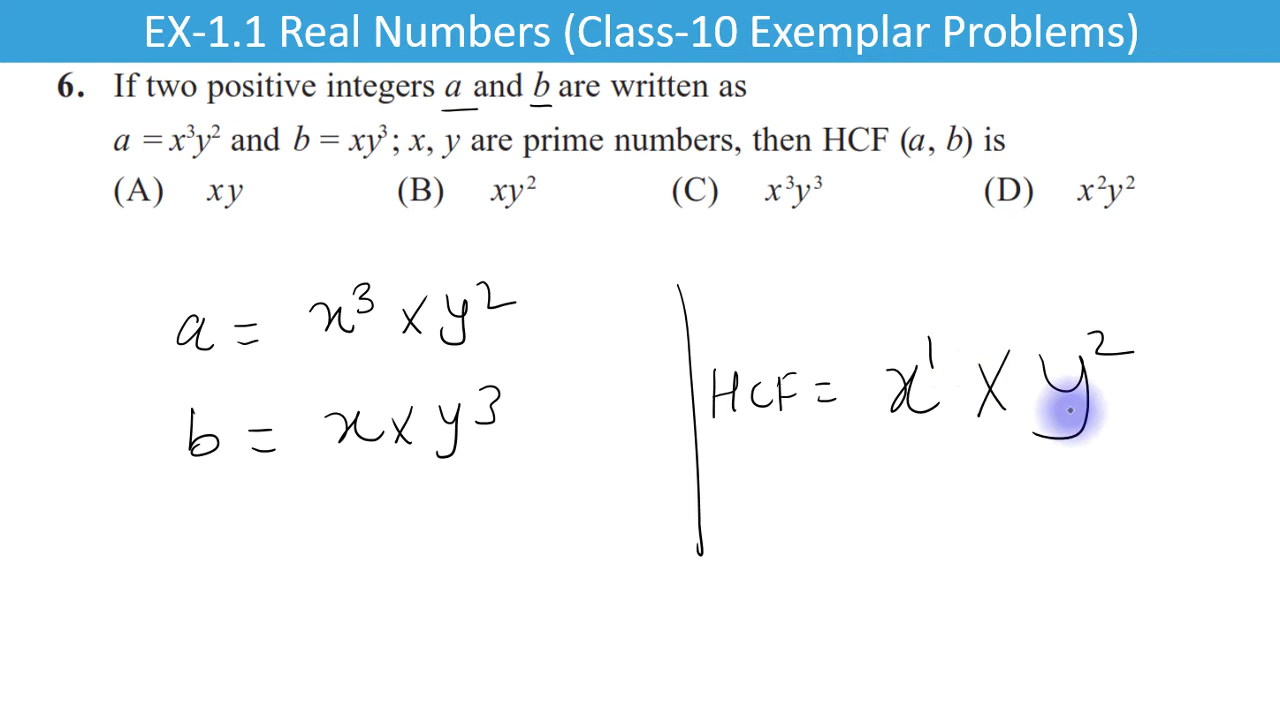 EX-1.1 Real Numbers (Class-10 Exemplar Problems)
6. If two positive integers a and b are written as
a = x³y² and b = xy³; x, y are prime numbers, then HCF (a, b) is
(A) xy (B) xy² (C) x³y³ (D) x²y²
a = x³ × y²
b = x × y³
HCF = x¹ × y²